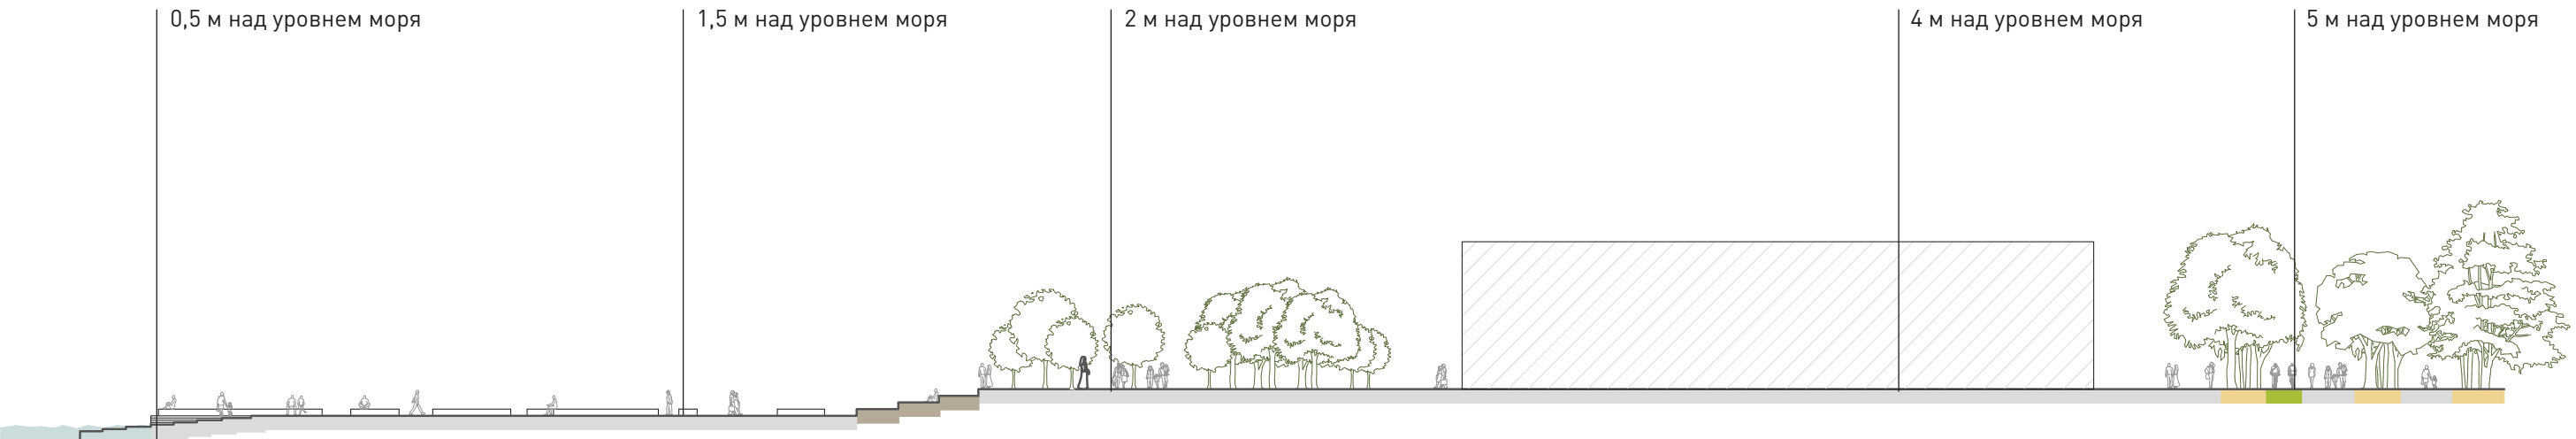 0,5 м над уровнем моря
1,5 м над уровнем моря
2 м над уровнем моря
4 м над уровнем моря
5 м над уровнем моря